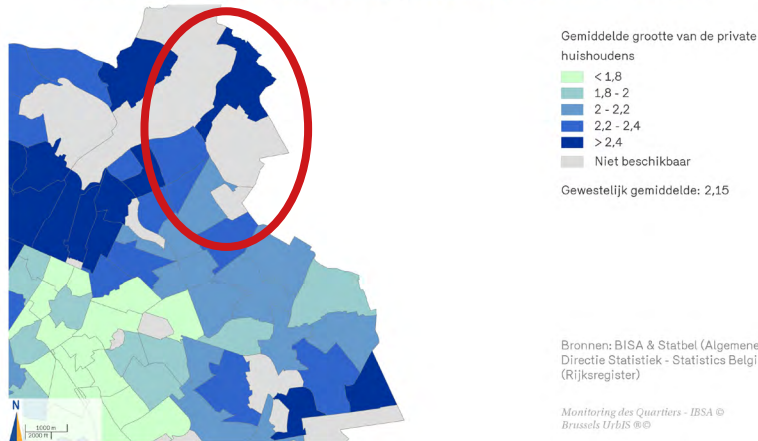 Gemiddelde grootte van de private
huishoudens
< 1,8
1,8 - 2
2 - 2,2
2,2 - 2,4
> 2,4
Niet beschikbaar
Gewestelijk gemiddelde: 2,15
Bronnen: BISA & Statbel (Algemene
Directie Statistiek - Statistics Belgi
(Rijksregister)
Monitoring des Quartiers - IBSA ©
Brussels UrbIS ®©
N
1000 m
2000 ft